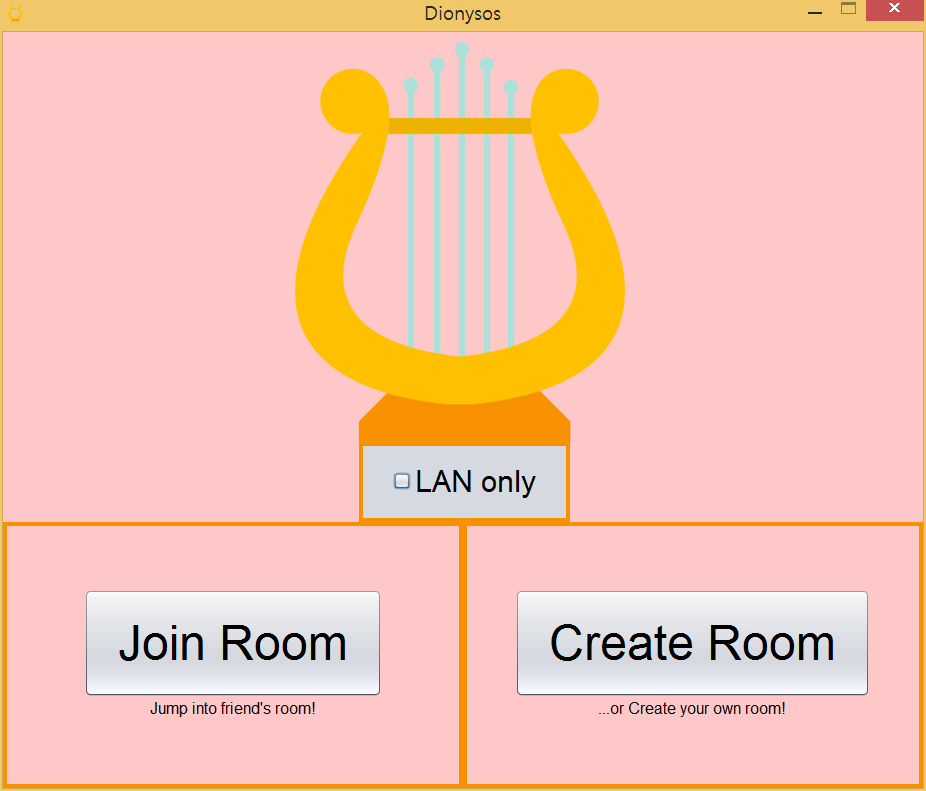 Dionysos
LAN only
Join Room
Jump into friend's room!
Create Room
...or Create your own room!